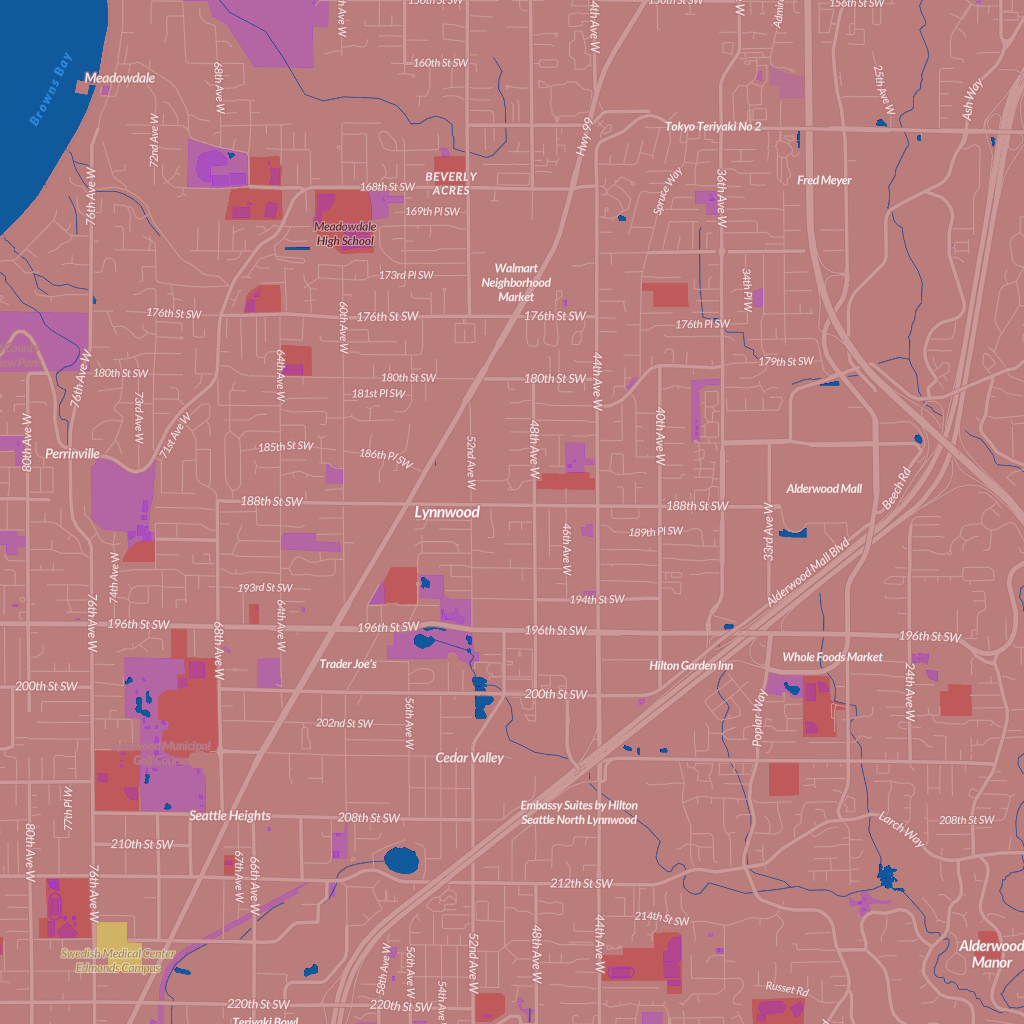 156th St SW
150th St SW
156th St SW
160th St SW
Browns Bay
Meadowdale
68th Ave W
72nd Ave W
44th Ave W
Hwy 99
Tokyo Teriyaki No 2
25th Ave W
Ash Way
BEVERLY
ACRES
168th St SW
169th Pl SW
Spruce Way
36th Ave W
Fred Meyer
76th Ave W
Meadowdale
High School
Walmart
Neighborhood
Market
173rd Pl SW
34th Pl W
176th St SW
60th Ave W
176th St SW
176th St SW
176th Pl SW
64th Ave W
180th St SW
76th Ave W
73rd Ave W
180th St SW
180th St SW
44th Ave W
179th St SW
181st Pl SW
80th Ave W
71st Ave W
185th St SW
186th Pl SW
52nd Ave W
48th Ave W
40th Ave W
Perrinville
Alderwood Mall
Beech Rd
188th St SW
Lynnwood
188th St SW
46th Ave W
189th Pl SW
33rd Ave W
74th Ave W
193rd St SW
64th Ave W
194th St SW
Alderwood Mall Blvd
76th Ave W
196th St SW
68th Ave W
196th St SW
196th St SW
196th St SW
Trader Joe's
Hilton Garden Inn
Whole Foods Market
200th St SW
200th St SW
24th Ave W
202nd St SW
56th Ave W
Poplar Way
Golf Course
Cedar Valley
77th Pl W
Seattle Heights
208th St SW
Embassy Suites by Hilton
Seattle North Lynnwood
Larch Way
208th St SW
80th Ave W
210th St SW
76th Ave W
67th Ave W
66th Ave W
212th St SW
214th St SW
Swedish Medical Center
Edmonds Campus
58th Ave W
56th Ave W
52nd Ave W
48th Ave W
44th Ave W
Alderwood
Manor
54th Ave W
220th St SW
220th St SW
Russet Rd
Teriyaki Bowl